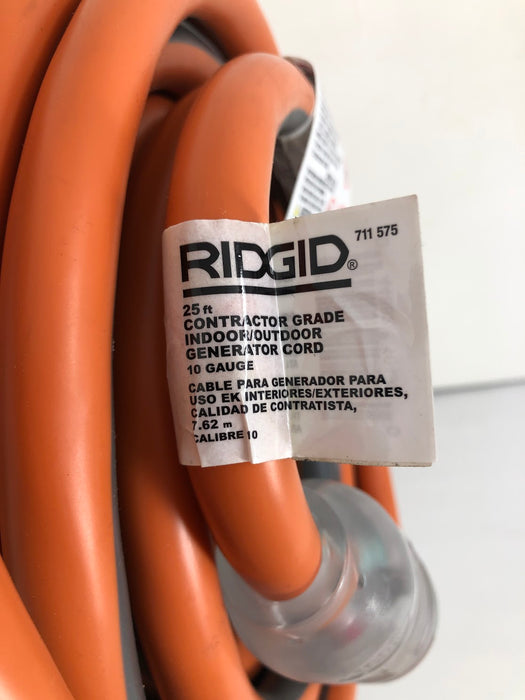 RIDGID®
711 575
25 ft
CONTRACTOR GRADE
INDOOR/OUTDOOR
GENERATOR CORD
10 GAUGE
CABLE PARA GENERADOR PARA
USO EK INTERIORES/EXTERIORES,
CALIDAD DE CONTRATISTA,
7.62 m
CALIBRE 10